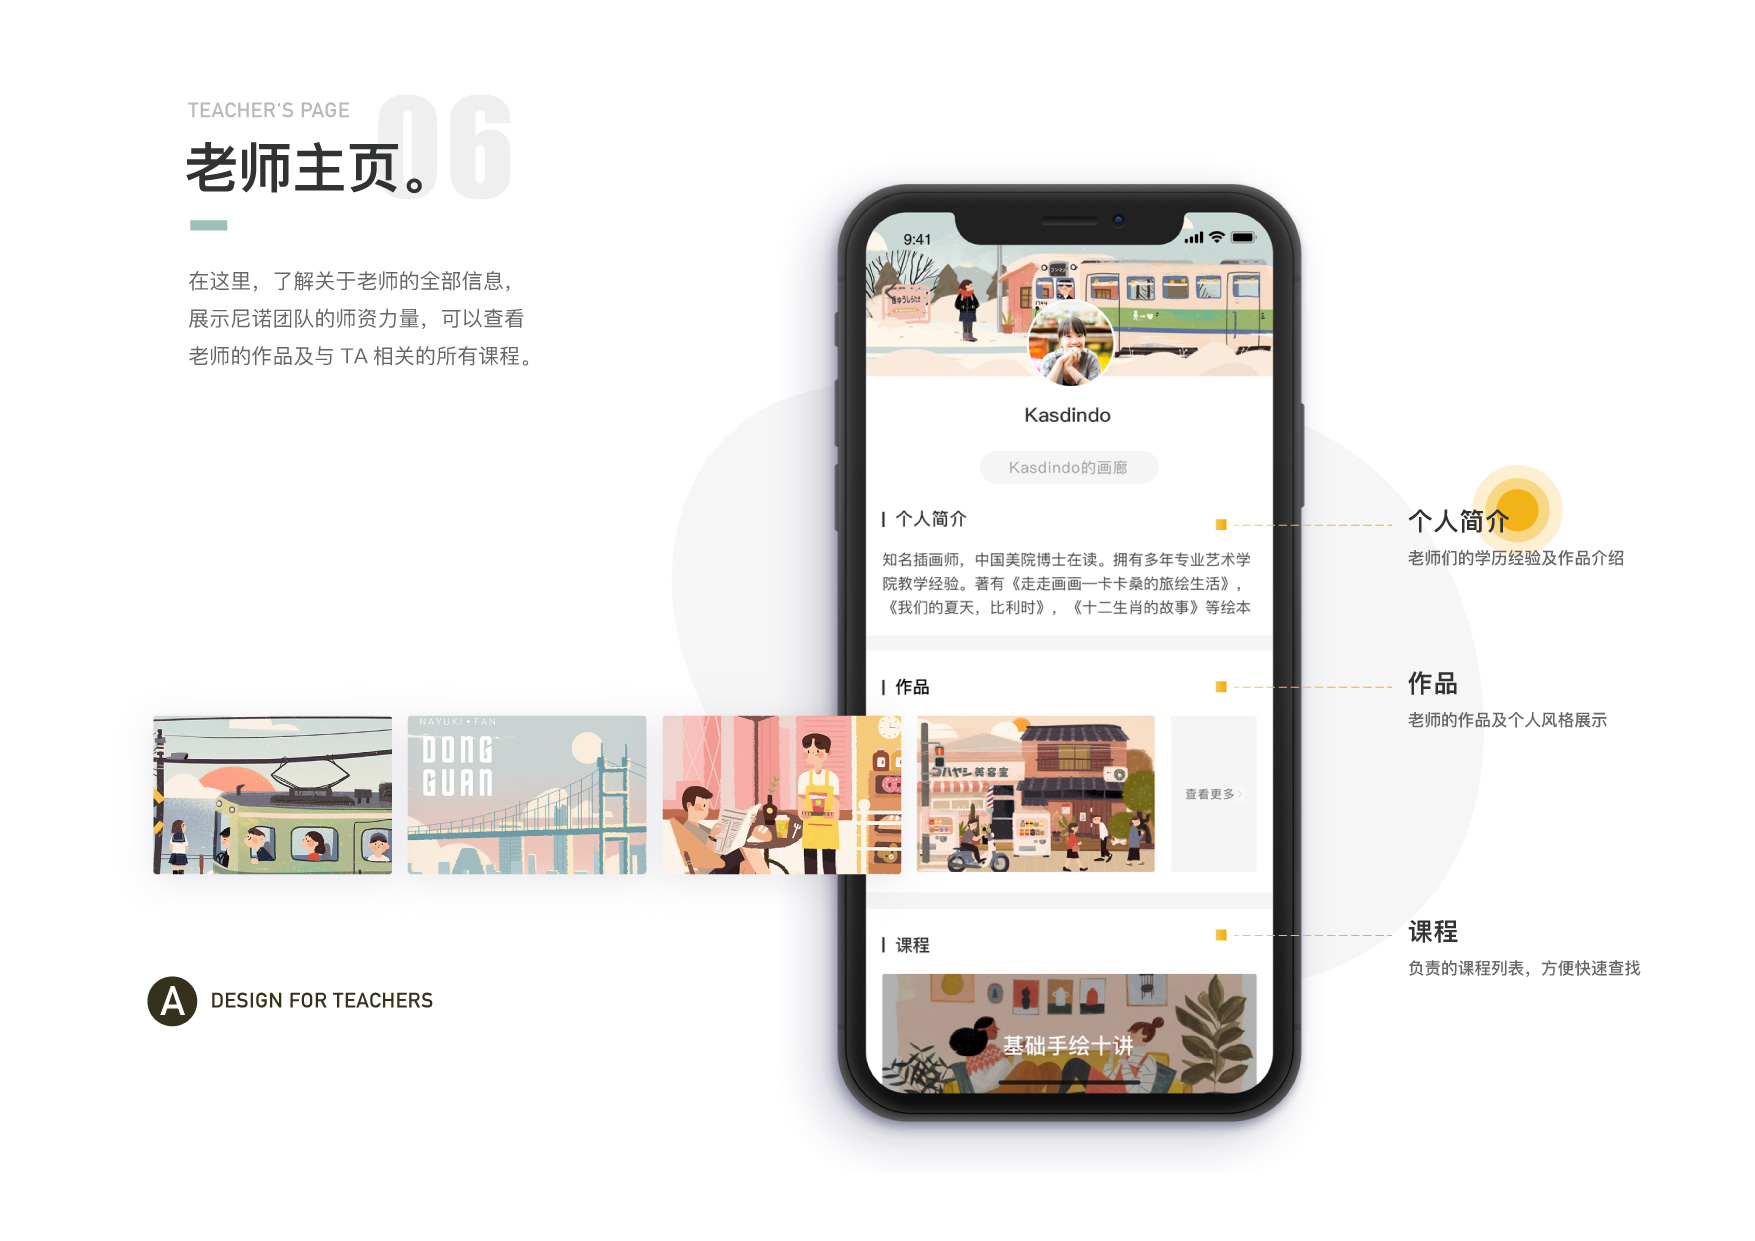 TEACHER'S PAGE
06
老师主页。
在这里，了解关于老师的全部信息，
展示尼诺团队的师资力量，可以查看
老师的作品及与 TA 相关的所有课程。
9:41
Kasdindo
Kasdindo的画廊
个人简介
知名插画师，中国美院博士在读。拥有多年专业艺术学
院教学经验。著有《走走画画一卡卡桑的旅绘生活》，
《我们的夏天，比利时》，《十二生肖的故事》等绘本
作品
NAYUKI • FAN
DONG
GUAN
美容室
查看更多
课程
基础手绘十讲
个人简介
老师们的学历经验及作品介绍
作品
老师的作品及个人风格展示
课程
负责的课程列表，方便快速查找
A
DESIGN FOR TEACHERS